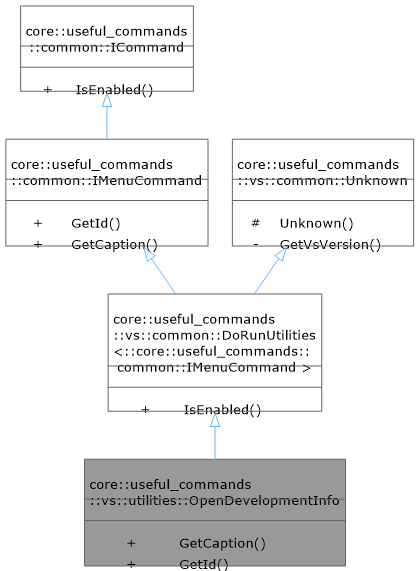 core::useful_commands
::common::ICommand
+ IsEnabled()
core::useful_commands
::common::IMenuCommand
+ GetId()
+ GetCaption()
core::useful_commands
::vs::common::Unknown
# Unknown()
- GetVsVersion()
core::useful_commands
::vs::common::DoRunUtilities
<::core::useful_commands::
common::IMenuCommand >
+ IsEnabled()
core::useful_commands
::vs::utilities::OpenDevelopmentInfo
+ GetCaption()
+ GetId()